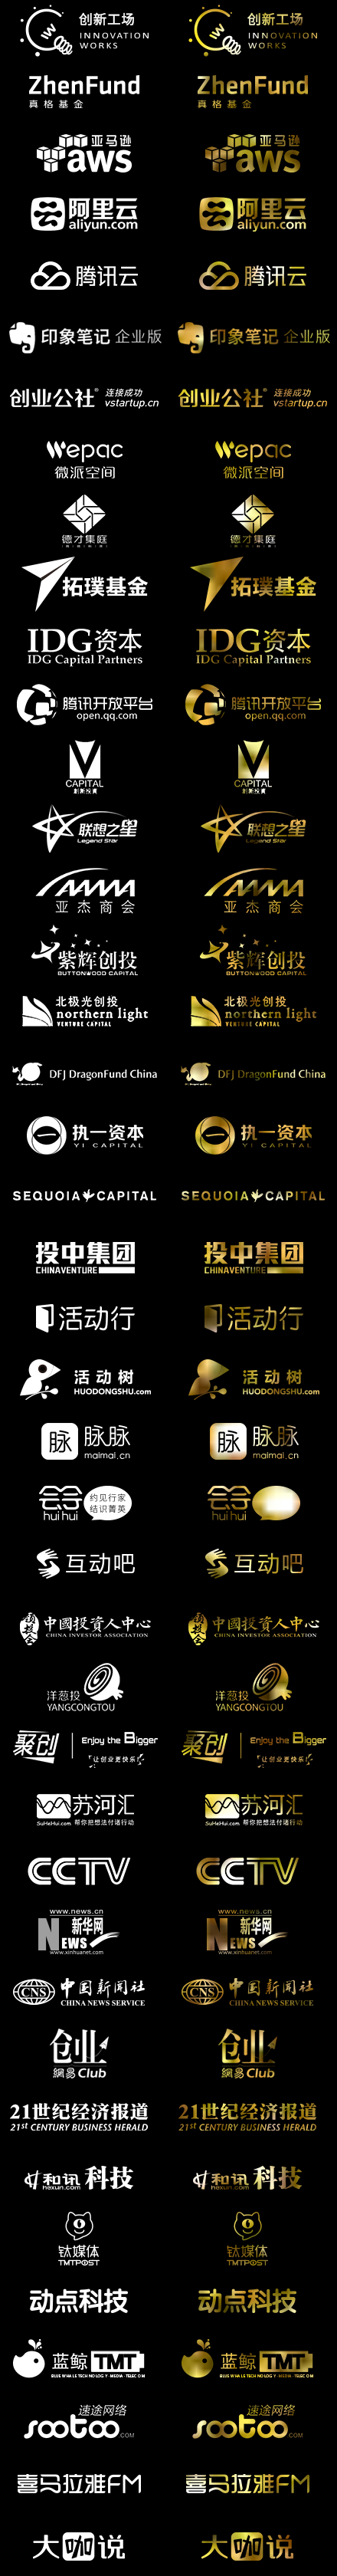 创新工场
INNOVATION
WORKS
创新工场
INNOVATION
WORKS
ZhenFund
真格基金
ZhenFund
真格基金
亚马逊
aws
亚马逊
aws
阿里云
aliyun.com
阿里云
aliyun.com
腾讯云
腾讯云
印象笔记 企业版
印象笔记 企业版
创业公社® 连接成功
vstartup.cn
创业公社® 连接成功
vstartup.cn
Wepac
微派空间
Wepac
微派空间
德才集庭
德才集庭
拓璞基金
拓璞基金
IDG资本
IDG Capital Partners
IDG资本
IDG Capital Partners
腾讯开放平台
open.qq.com
腾讯开放平台
open.qq.com
CAPITAL
CAPITAL
联想之星
Legend Star
联想之星
Legend Star
AAMA
亚杰商会
AAMA
亚杰商会
紫辉创投
BUTTONWOOD CAPITAL
紫辉创投
BUTTONWOOD CAPITAL
北极光创投
northern light
VENTURE CAPITAL
北极光创投
northern light
VENTURE CAPITAL
DFJ DragonFund China
DFJ DragonFund China
执一资本
YI CAPITAL
执一资本
YI CAPITAL
SEQUOIA CAPITAL
SEQUOIA CAPITAL
投中集团
CHINAVENTURE
投中集团
CHINAVENTURE
活动行
活动行
活动树
HUODONGSHU.com
活动树
HUODONGSHU.com
脉 脉脉
maimai.cn
脉 脉脉
maimai.cn
约见行家
结识菁英
huihui
huihui
互动吧
互动吧
中國投資人中心
CHINA INVESTOR ASSOCIATION
中國投資人中心
CHINA INVESTOR ASSOCIATION
洋葱投
YANGCONGTOU
洋葱投
YANGCONGTOU
聚创 Enjoy the Bigger
让创业更快乐
聚创 Enjoy the Bigger
让创业更快乐
苏河汇
SuHeHui.com 帮你把想法付诸行动
苏河汇
SuHeHui.com 帮你把想法付诸行动
CCTV
CCTV
www.news.cn
新华网
NEWS
www.xinhuanet.com
www.news.cn
新华网
NEWS
www.xinhuanet.com
CNS 中国新闻社
CHINA NEWS SERVICE
CNS 中国新闻社
CHINA NEWS SERVICE
创业
網易Club
创业
網易Club
21世纪经济报道
21st CENTURY BUSINESS HERALD
21世纪经济报道
21st CENTURY BUSINESS HERALD
和讯 科技
hexun.com
和讯 科技
hexun.com
钛媒体
TMTPOST
钛媒体
TMTPOST
动点科技
动点科技
蓝鲸TMT
BLUE WHALE TECHNOLOGY MEDIA TELECOM
蓝鲸TMT
BLUE WHALE TECHNOLOGY MEDIA TELECOM
速途网络
sootoo.COM
速途网络
sootoo.COM
喜马拉雅FM
喜马拉雅FM
大咖说
大咖说